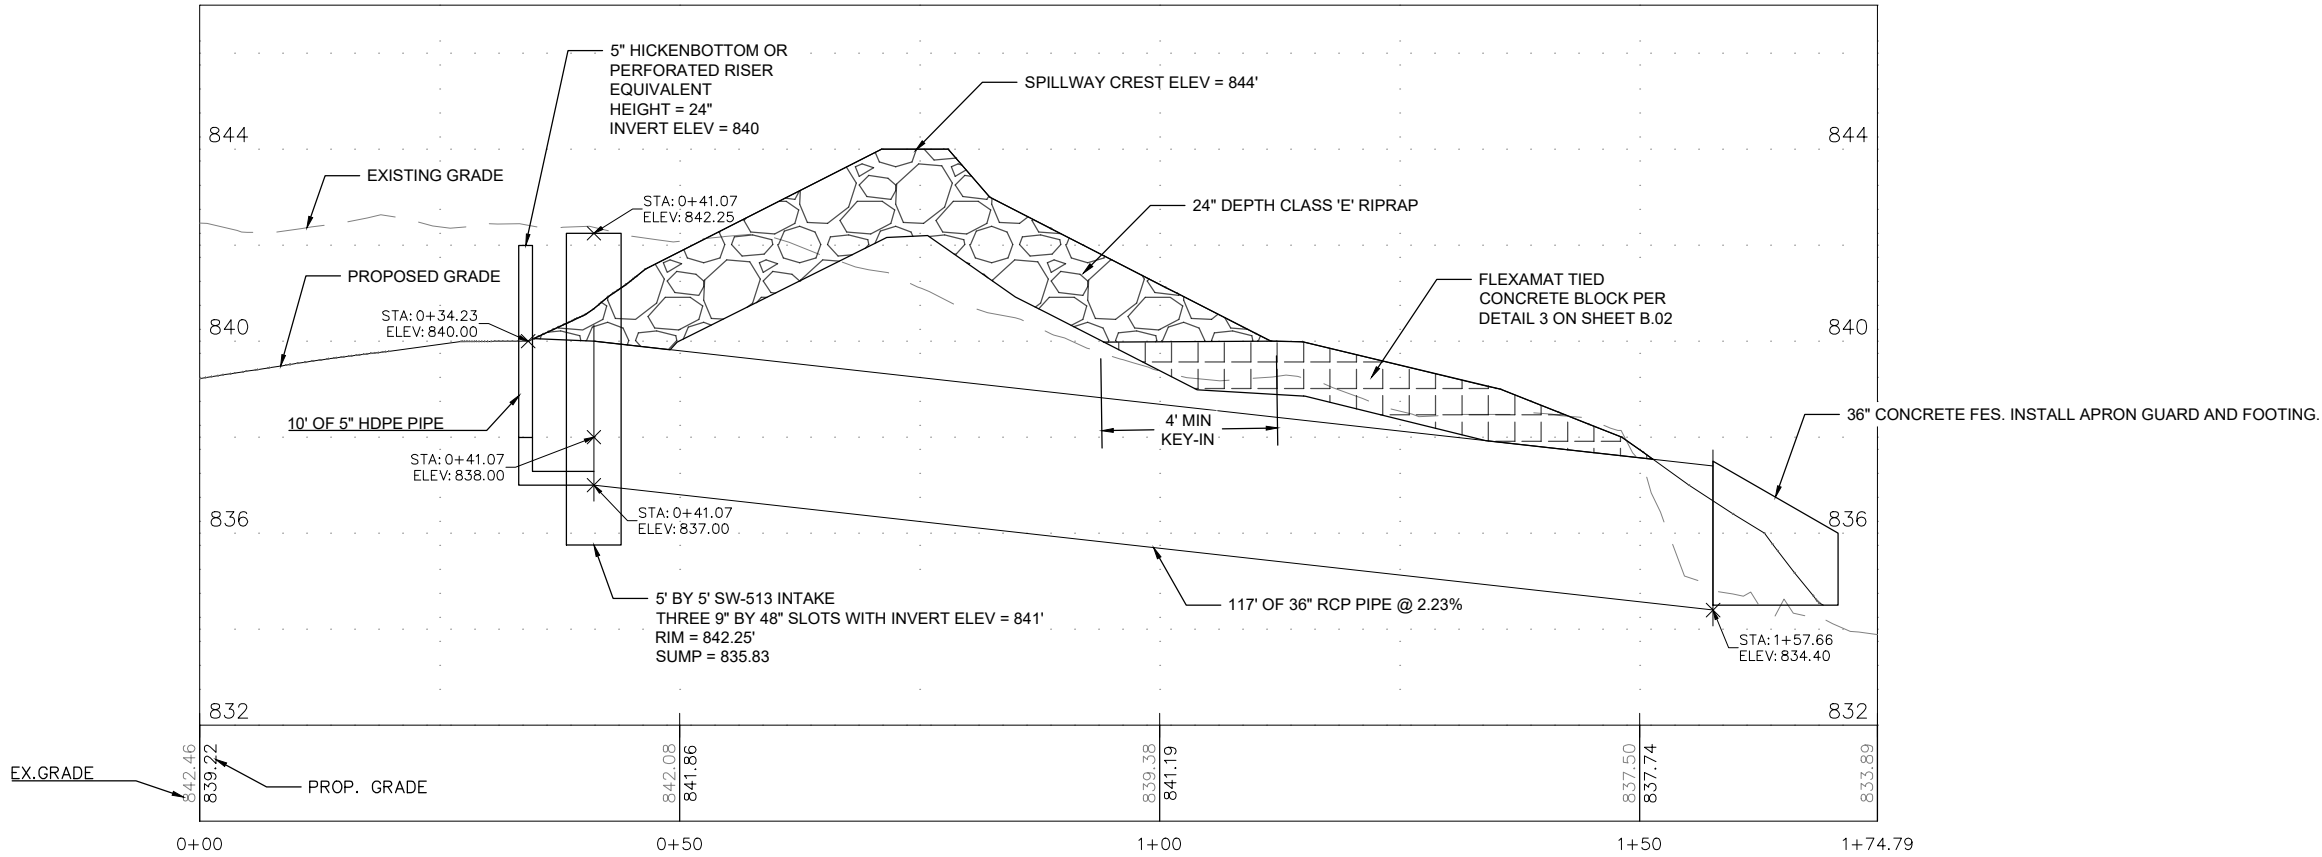 5" HICKENBOTTOM OR
PERFORATED RISER
EQUIVALENT
HEIGHT = 24"
INVERT ELEV = 840
SPILLWAY CREST ELEV = 844'
844
844
EXISTING GRADE
STA: 0+41.07
ELEV: 842.25
24" DEPTH CLASS 'E' RIPRAP
PROPOSED GRADE
FLEXAMAT TIED
CONCRETE BLOCK PER
DETAIL 3 ON SHEET B.02
STA: 0+34.23
ELEV: 840.00
840
840
10' OF 5" HDPE PIPE
4' MIN
KEY-IN
36" CONCRETE FES. INSTALL APRON GUARD AND FOOTING.
STA: 0+41.07
ELEV: 838.00
STA: 0+41.07
ELEV: 837.00
836
836
5' BY 5' SW-513 INTAKE
THREE 9" BY 48" SLOTS WITH INVERT ELEV = 841'
RIM = 842.25'
SUMP = 835.83
117' OF 36" RCP PIPE @ 2.23%
STA: 1+57.66
ELEV: 834.40
832
832
EX.GRADE
842.46
839.22
PROP. GRADE
842.08
841.86
839.38
841.19
837.50
837.74
833.89
0+00
0+50
1+00
1+50
1+74.79